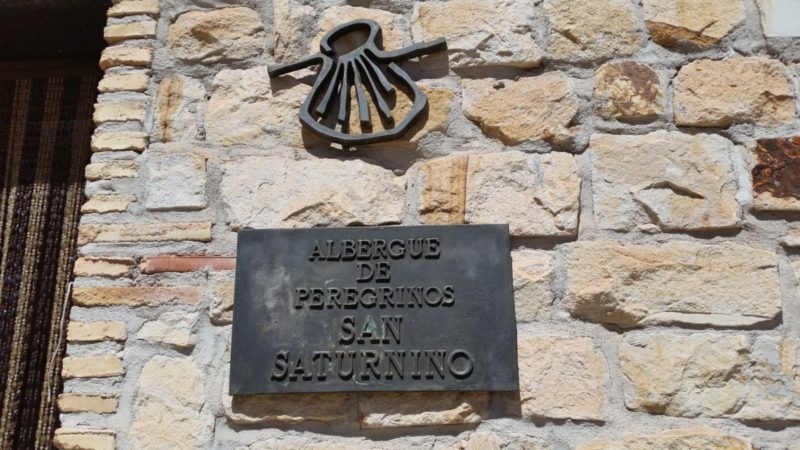 ALBERGUE
DE
PEREGRINOS
SAN
SATURNINO